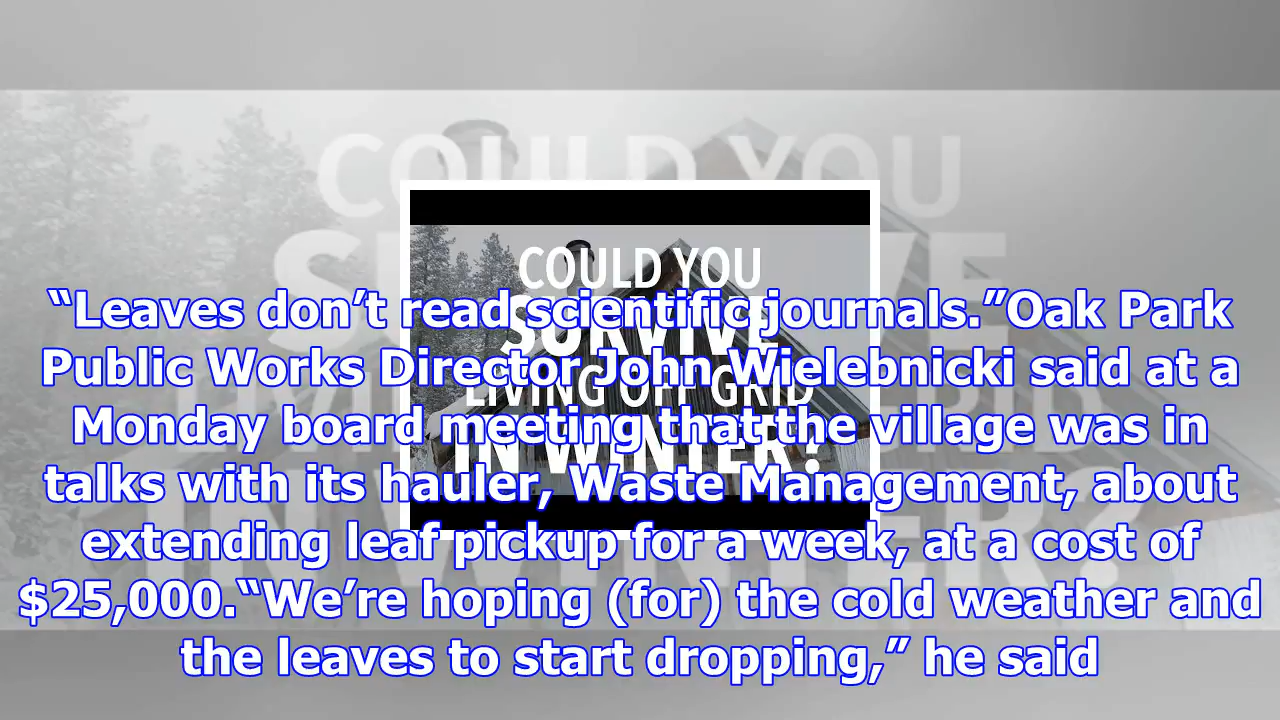 COULD YOU
SURVIVE
LIVING OFF GRID
IN WINTER?
“Leaves don’t read scientific journals.”Oak Park
Public Works Director John Wielebnicki said at a
Monday board meeting that the village was in
talks with its hauler, Waste Management, about
extending leaf pickup for a week, at a cost of
$25,000.“We’re hoping (for) the cold weather and
the leaves to start dropping,” he said